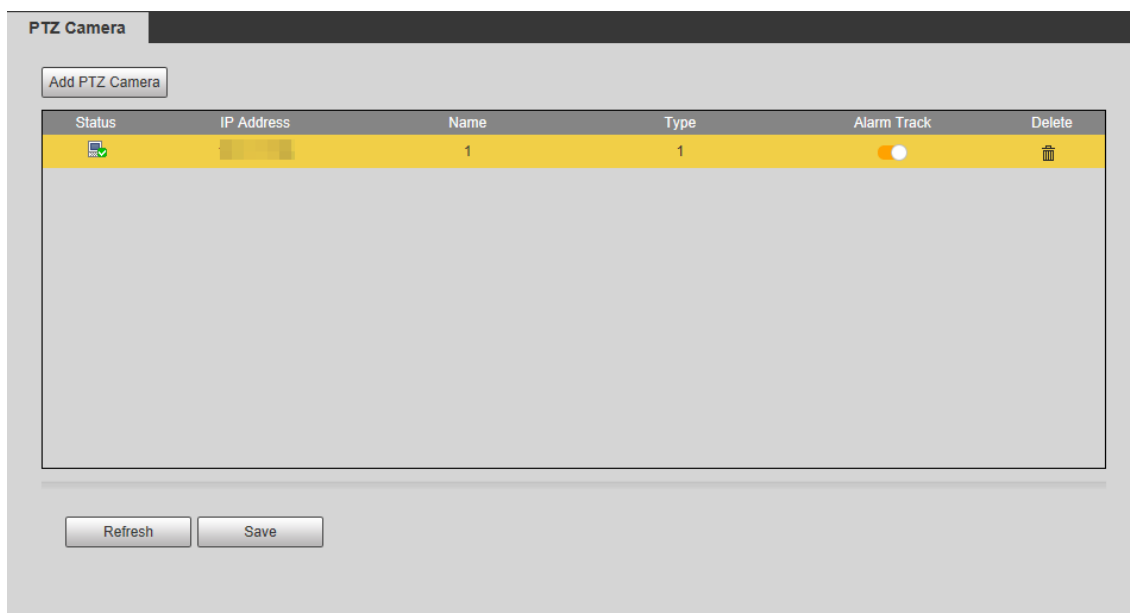 PTZ Camera
Add PTZ Camera
Status IP Address Name Type Alarm Track Delete
1 1
Refresh Save